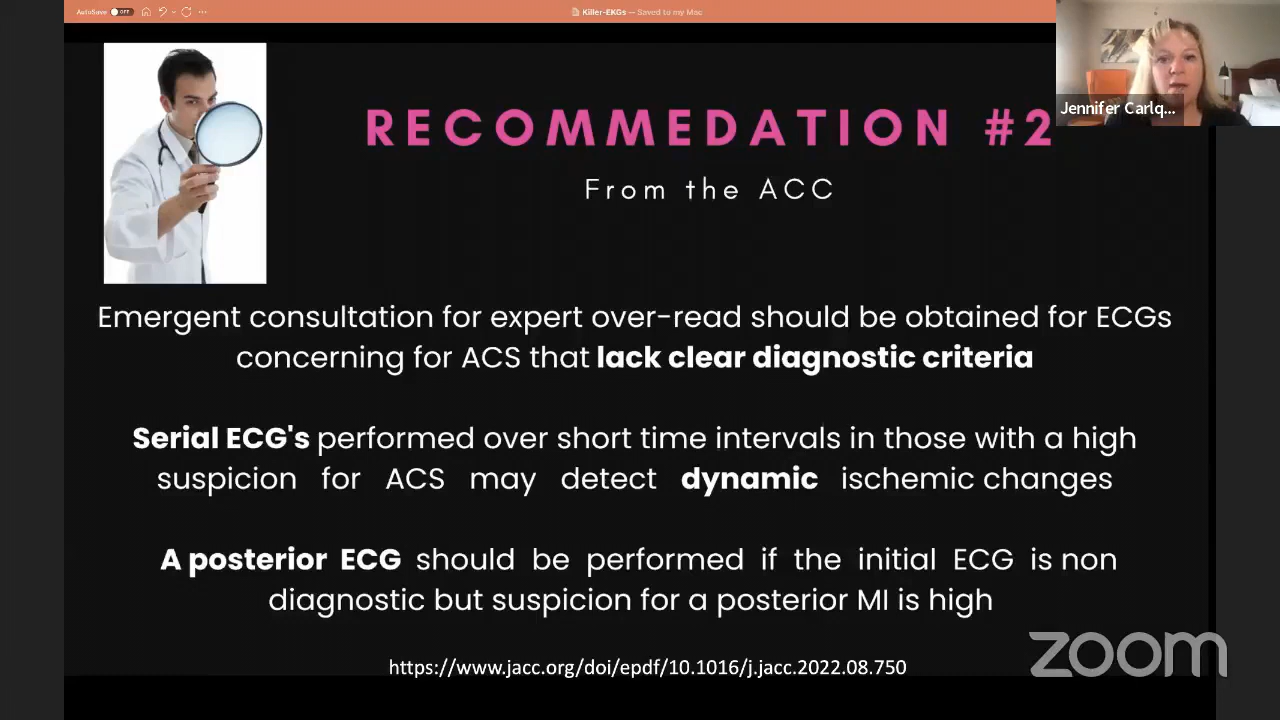 AutoSave OFF
Killer-EKGs — Saved to my Mac
Jennifer Carlq...
RECOMMEDATION #2
From the ACC
Emergent consultation for expert over-read should be obtained for ECGs
concerning for ACS that lack clear diagnostic criteria
Serial ECG's performed over short time intervals in those with a high
suspicion for ACS may detect dynamic ischemic changes
A posterior ECG should be performed if the initial ECG is non
diagnostic but suspicion for a posterior MI is high
zoom
https://www.jacc.org/doi/epdf/10.1016/j.jacc.2022.08.750